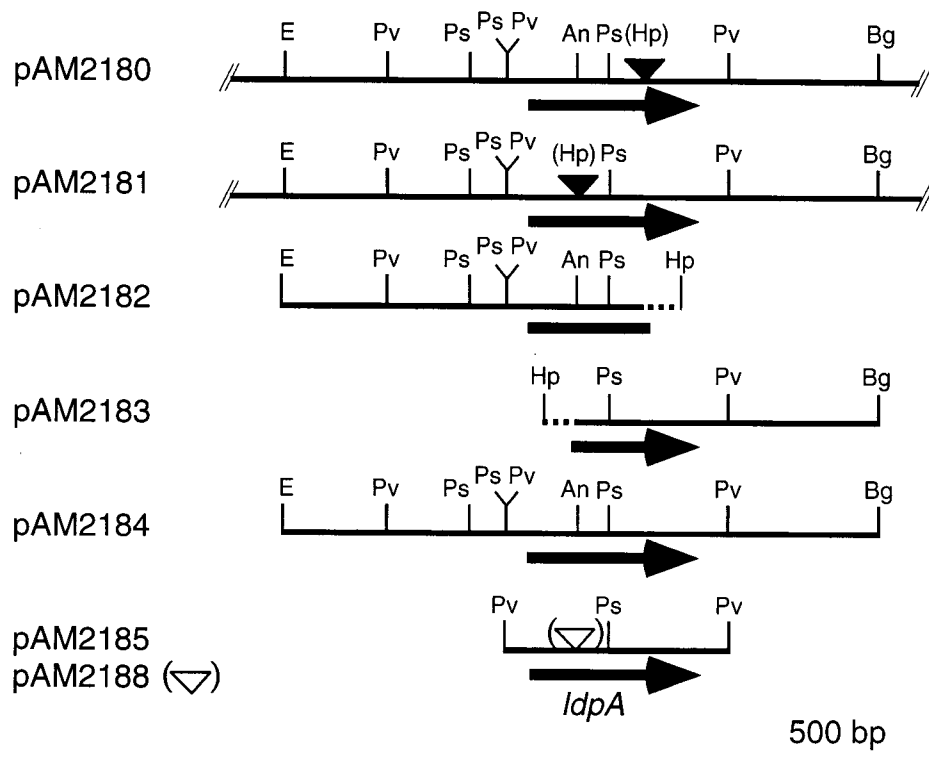 Ps Pv
E Pv Ps An Ps (Hp) Pv Bg
pAM2180
Ps Pv
E Pv Ps (Hp) Ps Pv Bg
pAM2181
Ps Pv
E Pv Ps An Ps Hp
pAM2182
Hp Ps Pv Bg
pAM2183
Ps Pv
E Pv Ps An Ps Bg Pv
pAM2184
Pv Ps Pv
pAM2185 ( )
pAM2188 ( )
ldpA
500 bp